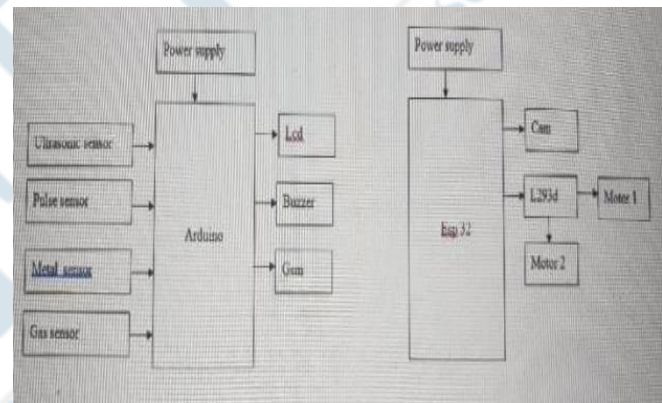 Power supply
Ultrasonic sensor
Pulse sensor
Metal sensor
Gas sensor
Arduino
Lcd
Buzzer
Gsm
Power supply
Esp 32
Cam
L293d
Motor 1
Motor 2